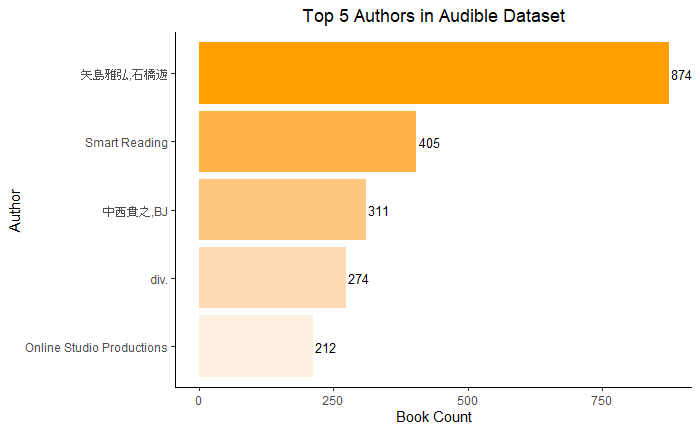 Top 5 Authors in Audible Dataset
Author
矢島雅弘,石橋遊
874
Smart Reading
405
中西貴之,BJ
311
div.
274
Online Studio Productions
212
0 250 500 750
Book Count